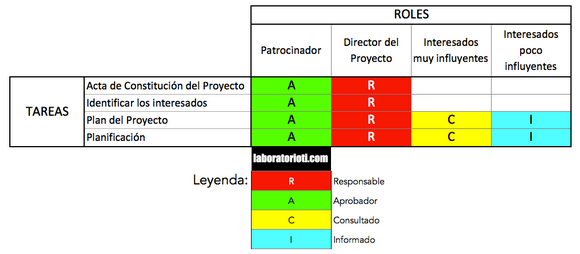 ROLES
Patrocinador Director del Proyecto Interesados muy influyentes Interesados poco influyentes
TAREAS
Acta de Constitución del Proyecto A R
Identificar los interesados A R
Plan del Proyecto A R C I
Planificación A R C I
laboratorioti.com
Leyenda:
R Responsable
A Aprobador
C Consultado
I Informado